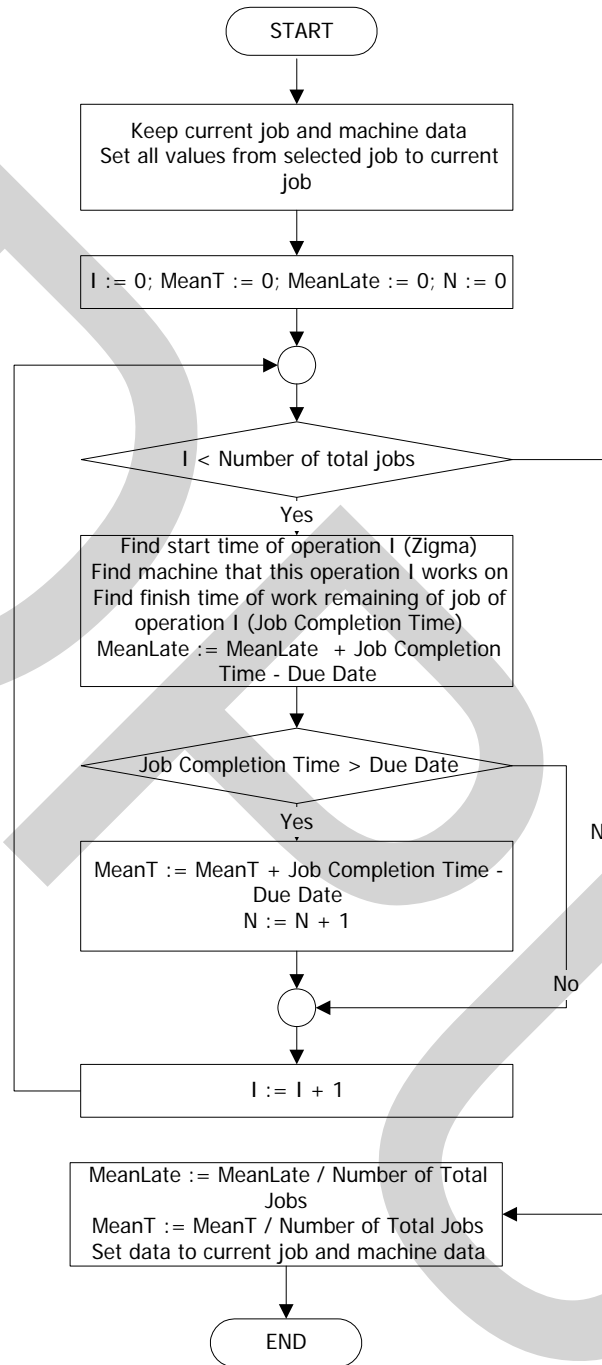 START
Keep current job and machine data
Set all values from selected job to current
job
I := 0; MeanT := 0; MeanLate := 0; N := 0
I < Number of total jobs
Yes
Find start time of operation I (Zigma)
Find machine that this operation I works on
Find finish time of work remaining of job of
operation I (Job Completion Time)
MeanLate := MeanLate + Job Completion
Time - Due Date
Job Completion Time > Due Date
Yes
N
MeanT := MeanT + Job Completion Time -
Due Date
N := N + 1
No
I := I + 1
MeanLate := MeanLate / Number of Total
Jobs
MeanT := MeanT / Number of Total Jobs
Set data to current job and machine data
END